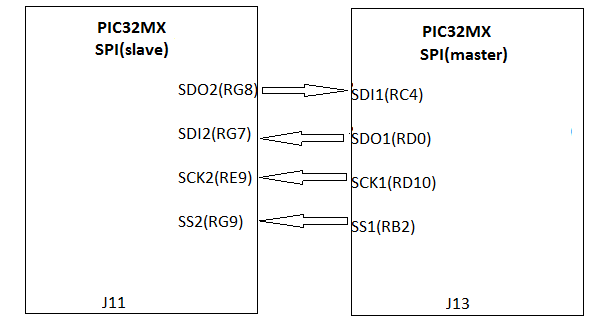 PIC32MX
SPI(slave)
SDO2(RG8)
SDI2(RG7)
SCK2(RE9)
SS2(RG9)
J11
PIC32MX
SPI(master)
SDI1(RC4)
SDO1(RD0)
SCK1(RD10)
SS1(RB2)
J13